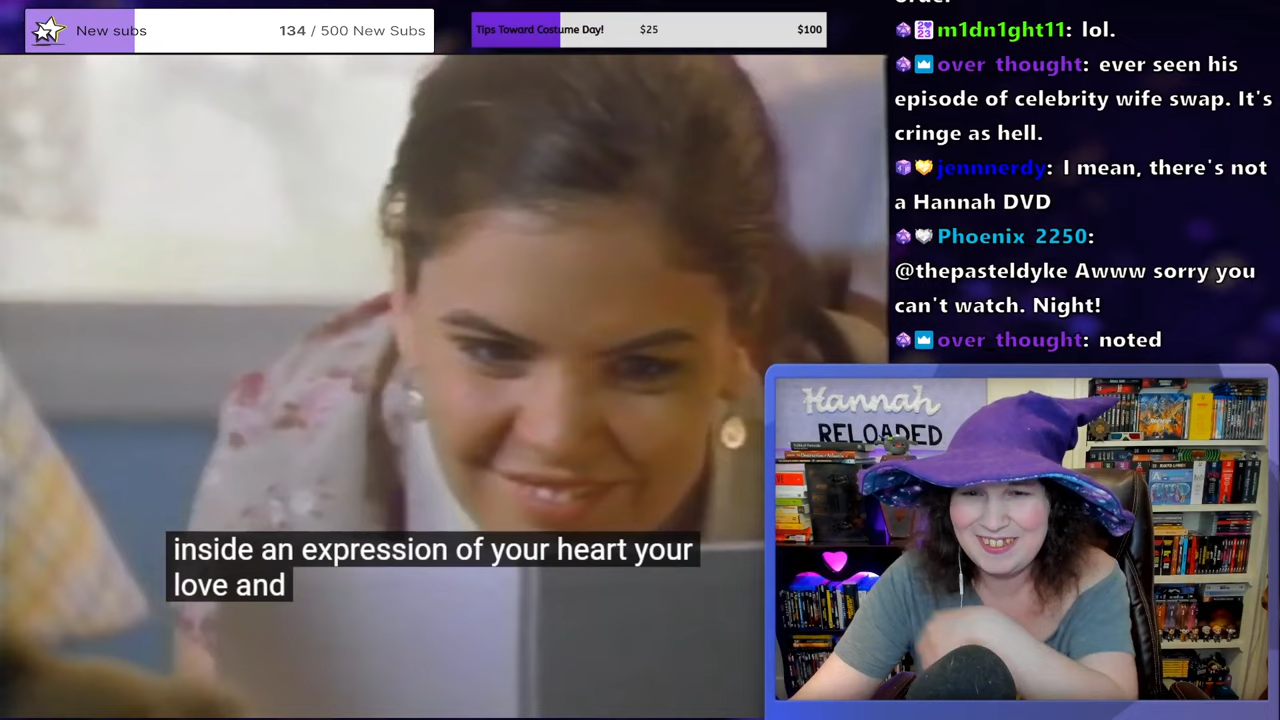 New subs
134 / 500 New Subs
Tips Toward Costume Day!
$25
$100
m1dn1ght11: lol.
over thought: ever seen his
episode of celebrity wife swap. It's
cringe as hell.
jennnerdy: I mean, there's not
a Hannah DVD
Phoenix 2250:
@thepasteldyke Awww sorry you
can't watch. Night!
over thought: noted
inside an expression of your heart your
love and
Hannah
RELOADED